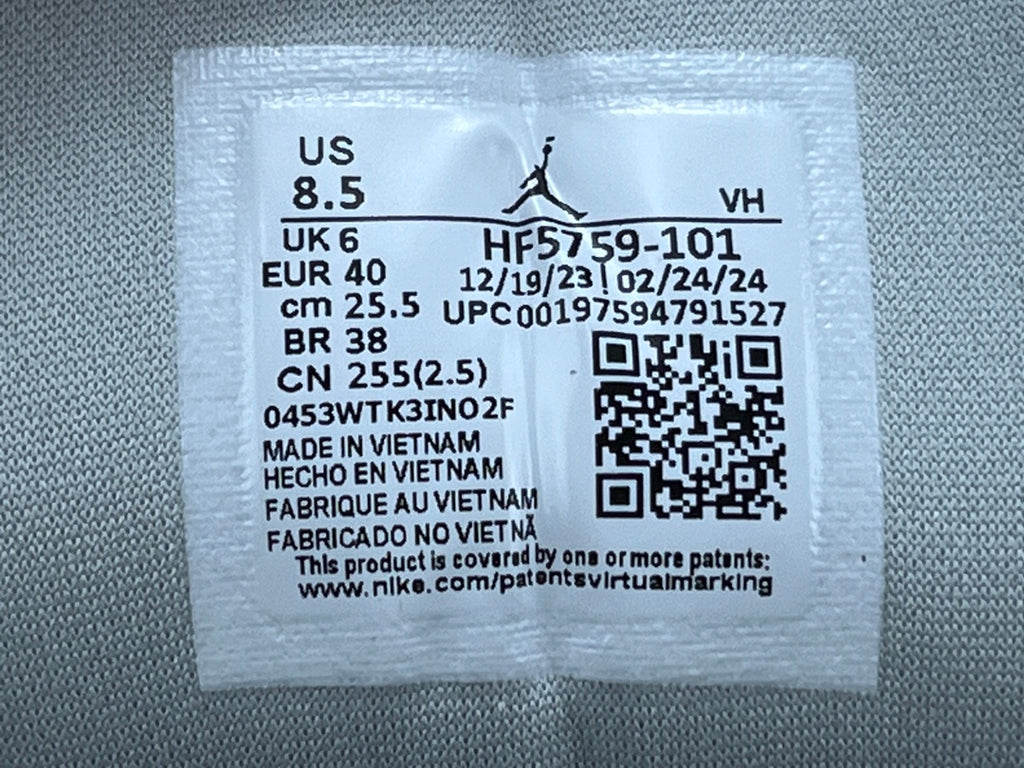 US
8.5
VH
UK 6
HF5759-101
EUR 40
12/19/23 | 02/24/24
cm 25.5
UPC00197594791527
BR 38
CN 255(2.5)
0453WTK3INO2F
MADE IN VIETNAM
HECHO EN VIETNAM
FABRIQUE AU VIETNAM
FABRICADO NO VIETNÃ
This product is covered by one or more patents:
www.nike.com/patentsvirtualmarking